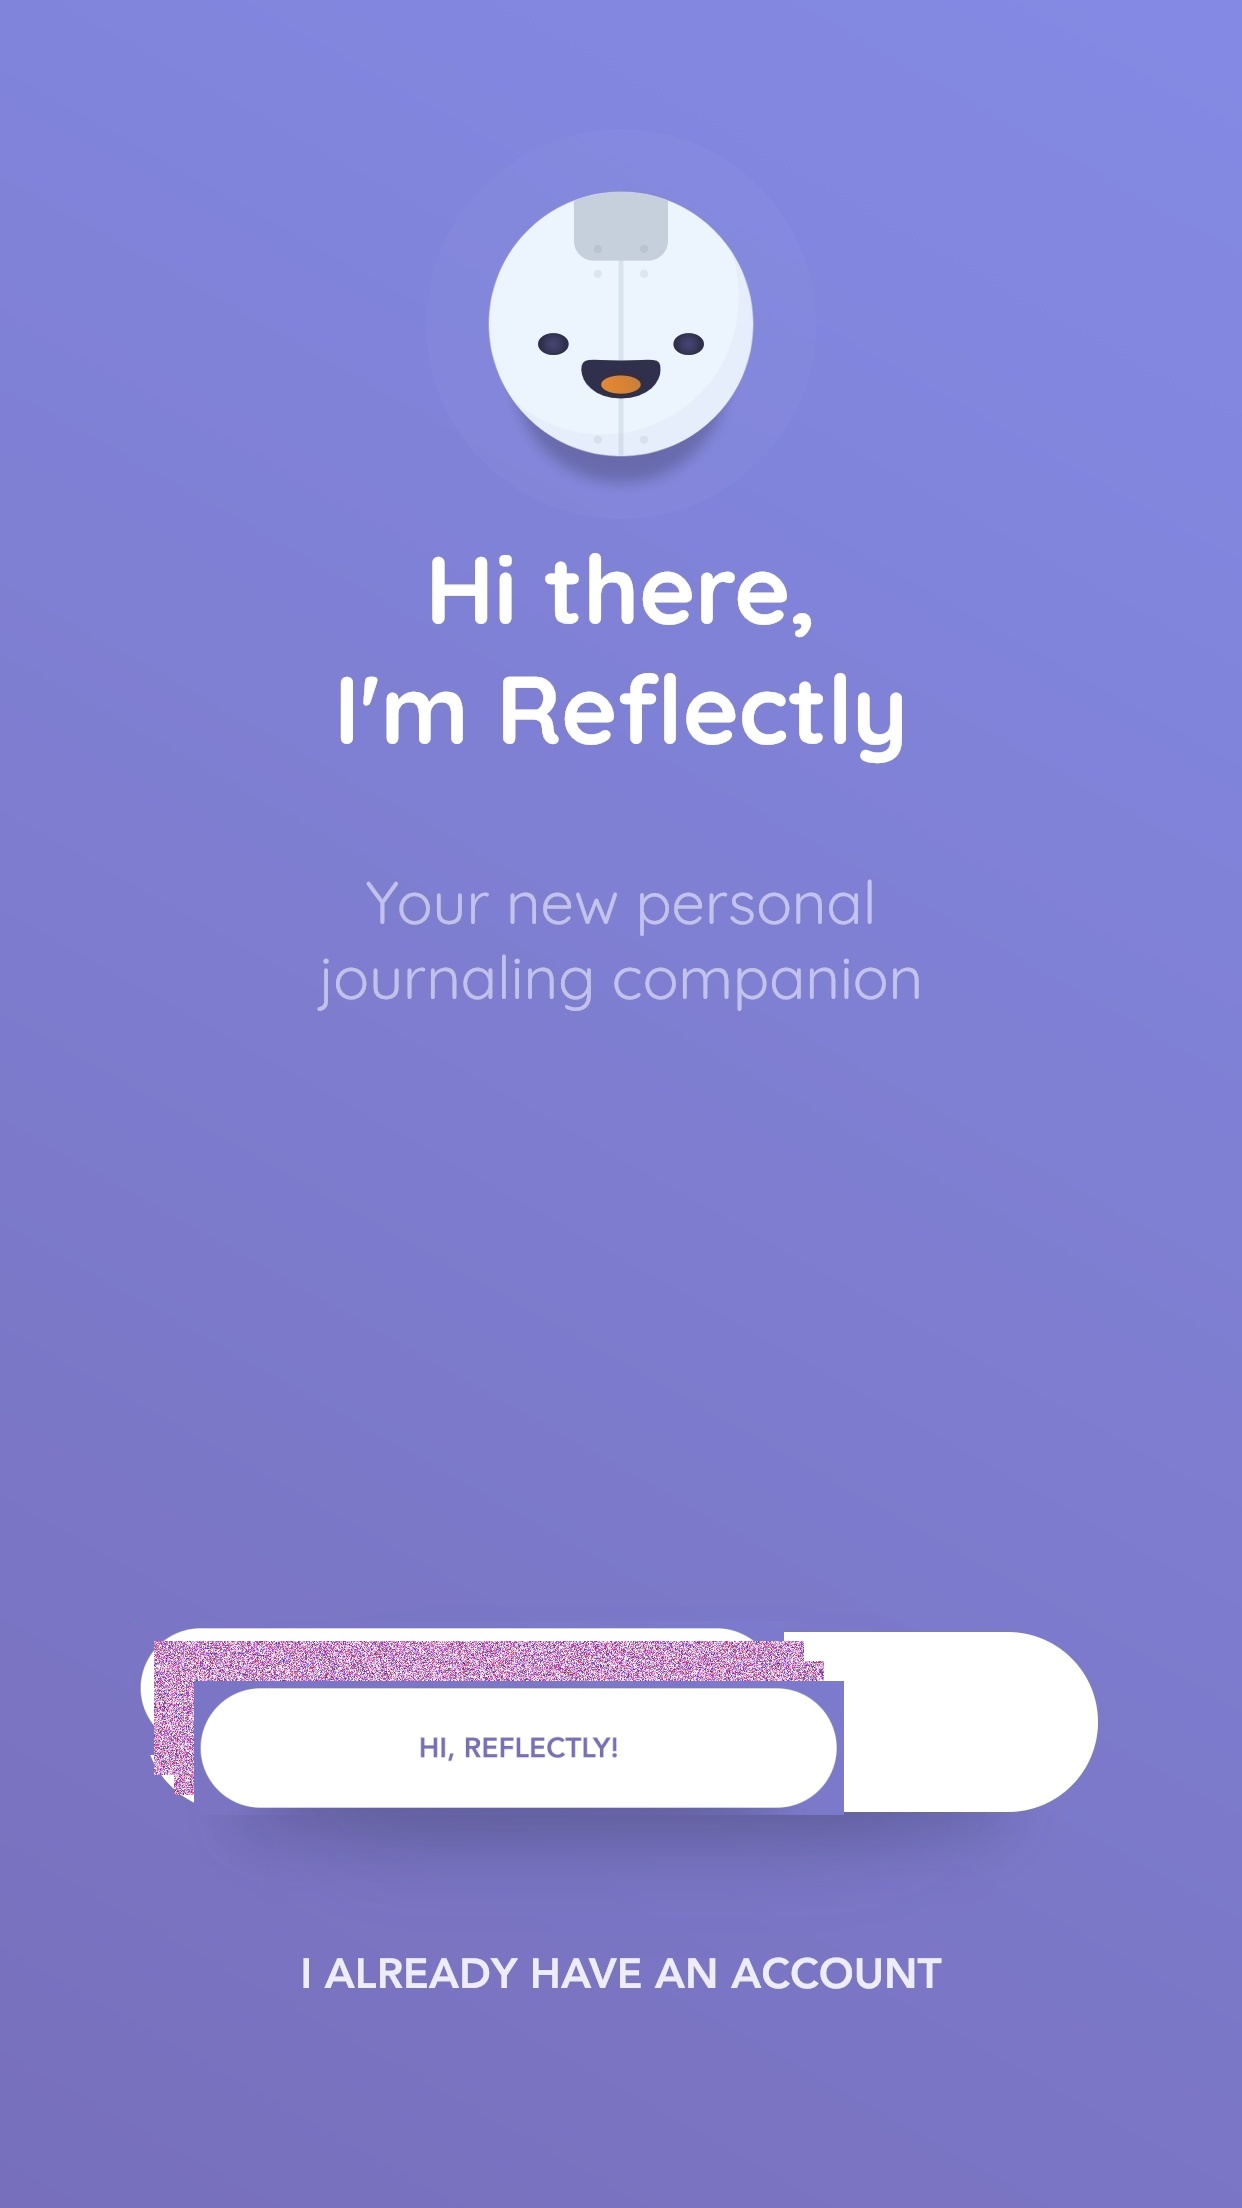 Hi there,
I'm Reflectly
Your new personal
journaling companion
HI, REFLECTLY!
I ALREADY HAVE AN ACCOUNT